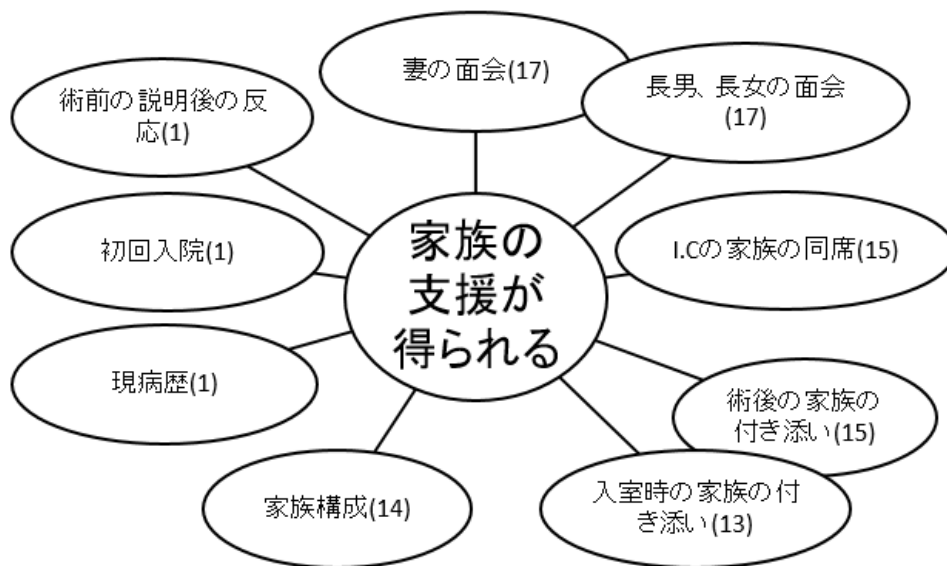 妻の面会(17)
長男、長女の面会
(17)
術前の説明後の反
応(1)
初回入院(1)
家族の
支援が
得られる
I.Cの家族の同席(15)
現病歴(1)
術後の家族の
付き添い(15)
家族構成(14)
入室時の家族の付
き添い(13)